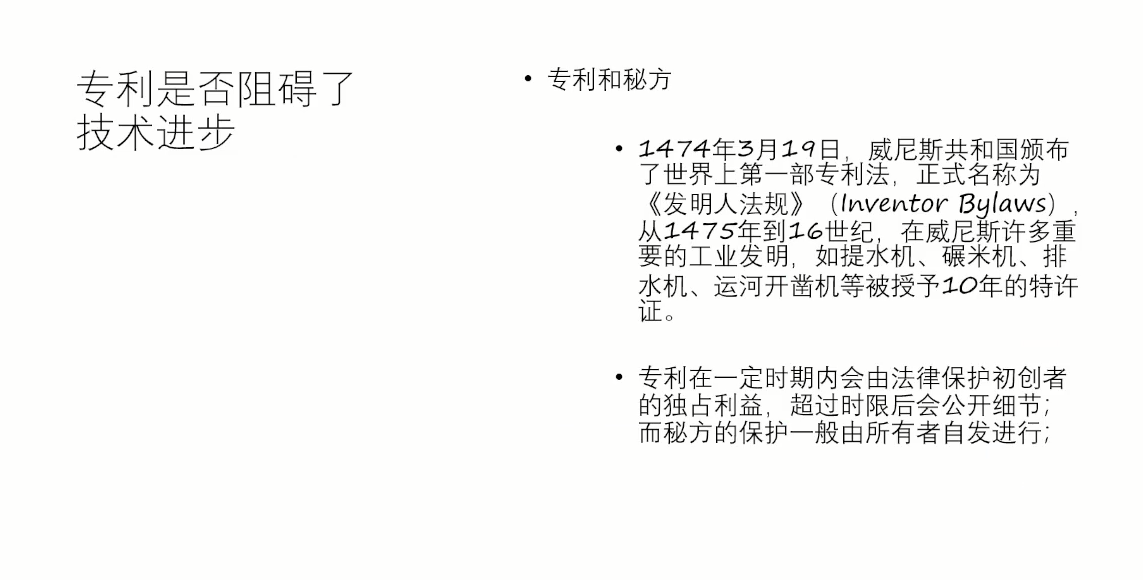 专利是否阻碍了
技术进步
• 专利和秘方
• 1474年3月19日，威尼斯共和国颁布
了世界上第一部专利法，正式名称为
《发明人法规》（Inventor Bylaws），
从1475年到16世纪，在威尼斯许多重
要的工业发明，如提水机、碾米机、排
水机、运河开凿机等被授予10年的特许
证。
• 专利在一定时期内会由法律保护初创者
的独占利益，超过时限后会公开细节；
而秘方的保护一般由所有者自发进行；